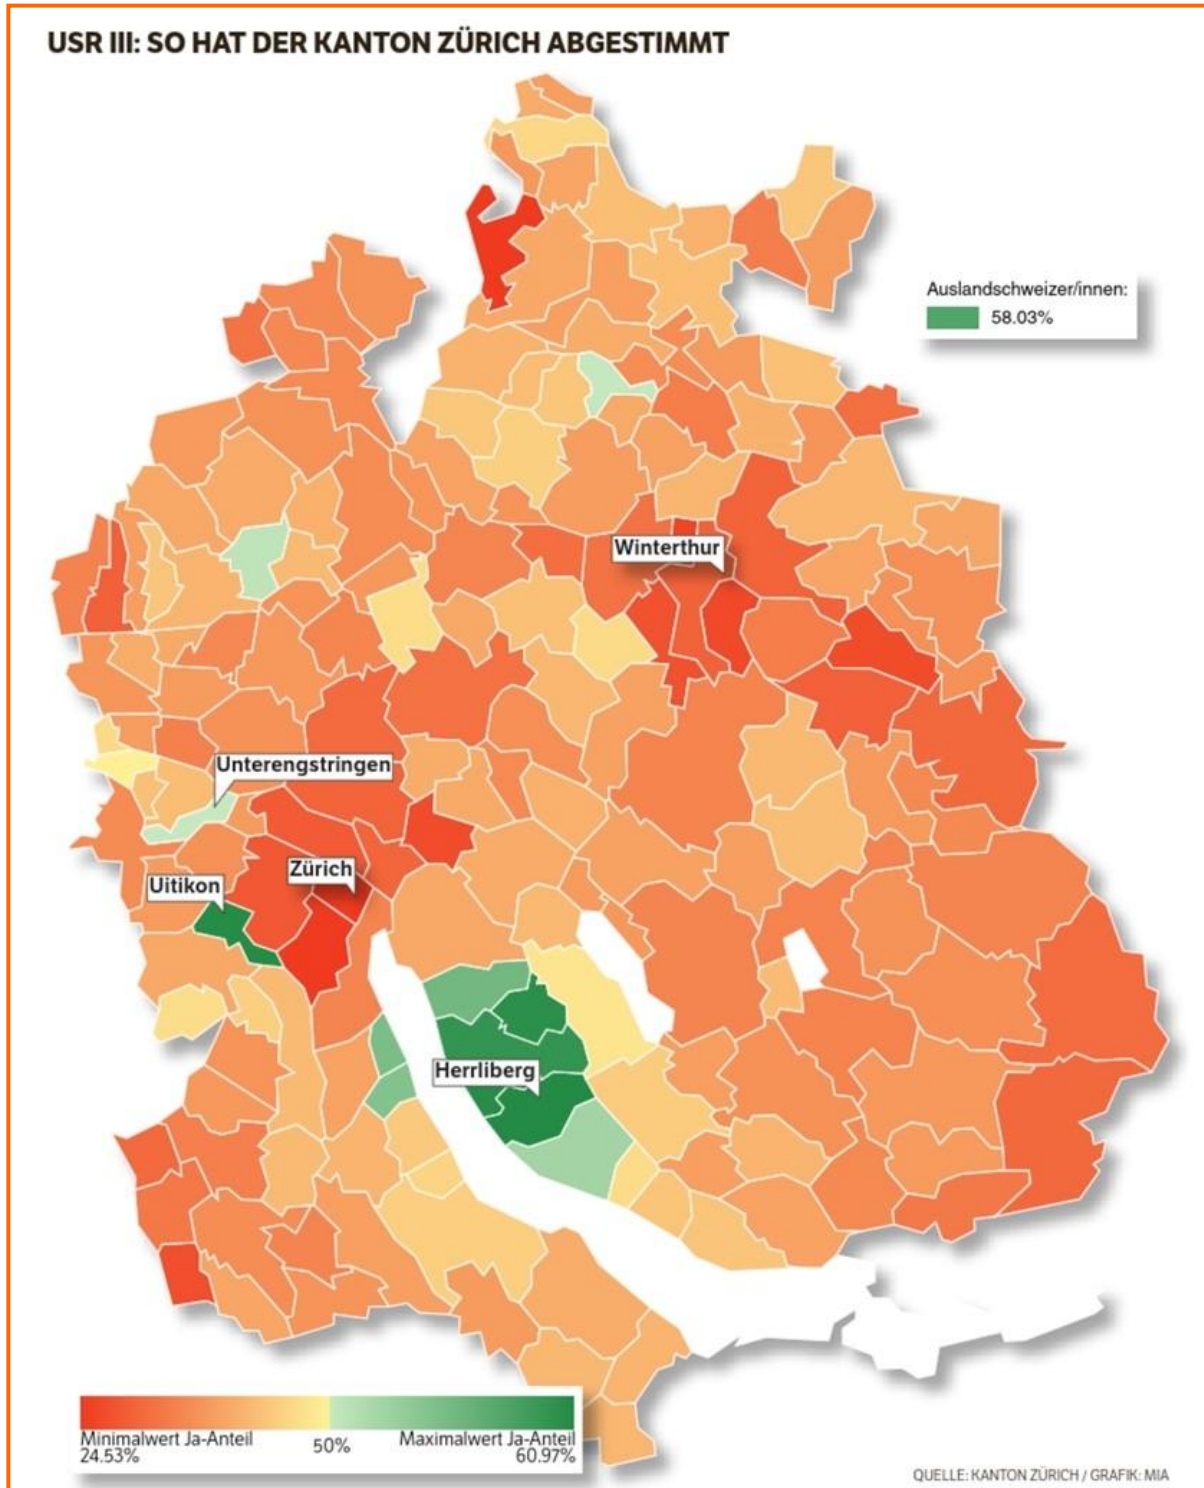 USR III: SO HAT DER KANTON ZÜRICH ABGESTIMMT
Auslandschweizer/innen:
58.03%
Winterthur
Unterengstringen
Zürich
Uitikon
Herrliberg
Minimalwert Ja-Anteil
24.53%
50%
Maximalwert Ja-Anteil
60.97%
QUELLE: KANTON ZÜRICH / GRAFIK: MIA